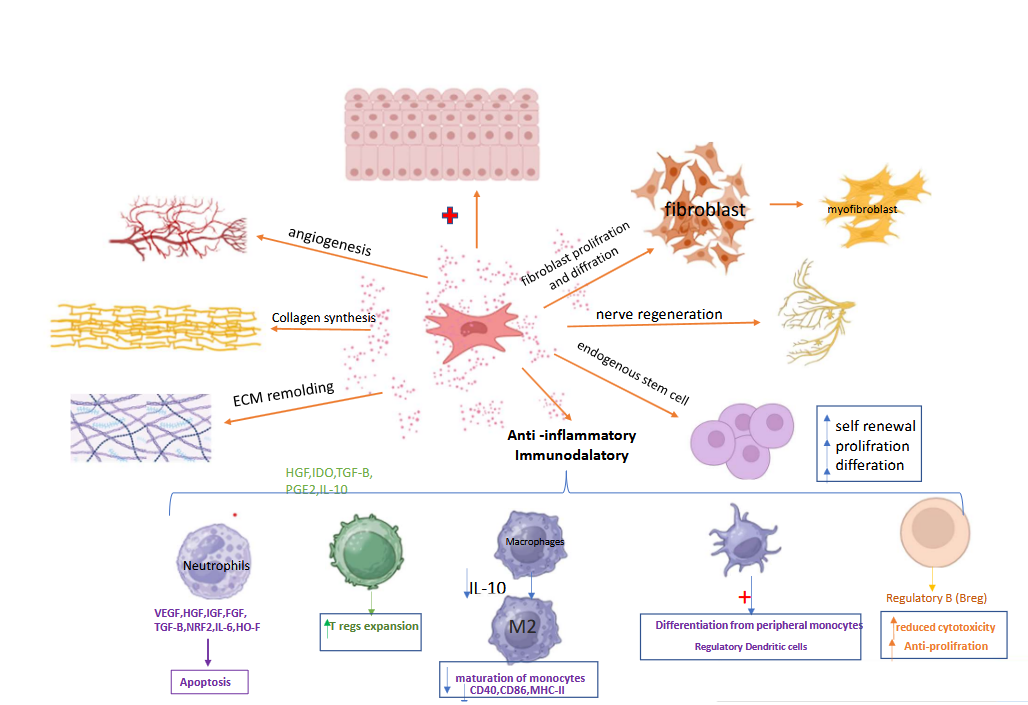 fibroblast
myofibroblast
angiogenesis
fibroblast prolifration
and diffration
Collagen synthesis
nerve regeneration
endogenous stem cell
ECM remolding
Anti -inflammatory
Immunodalatory
self renewal
prolifration
differation
HGF,IDO,TGF-B,
PGE2,IL-10
Neutrophils
Macrophages
IL-10
M2
VEGF,HGF,IGF,FGF,
TGF-B,NRF2,IL-6,HO-F
Apoptosis
T regs expansion
maturation of monocytes
CD40,CD86,MHC-II
Differentiation from peripheral monocytes
Regulatory Dendritic cells
Regulatory B (Breg)
reduced cytotoxicity
Anti-prolifration